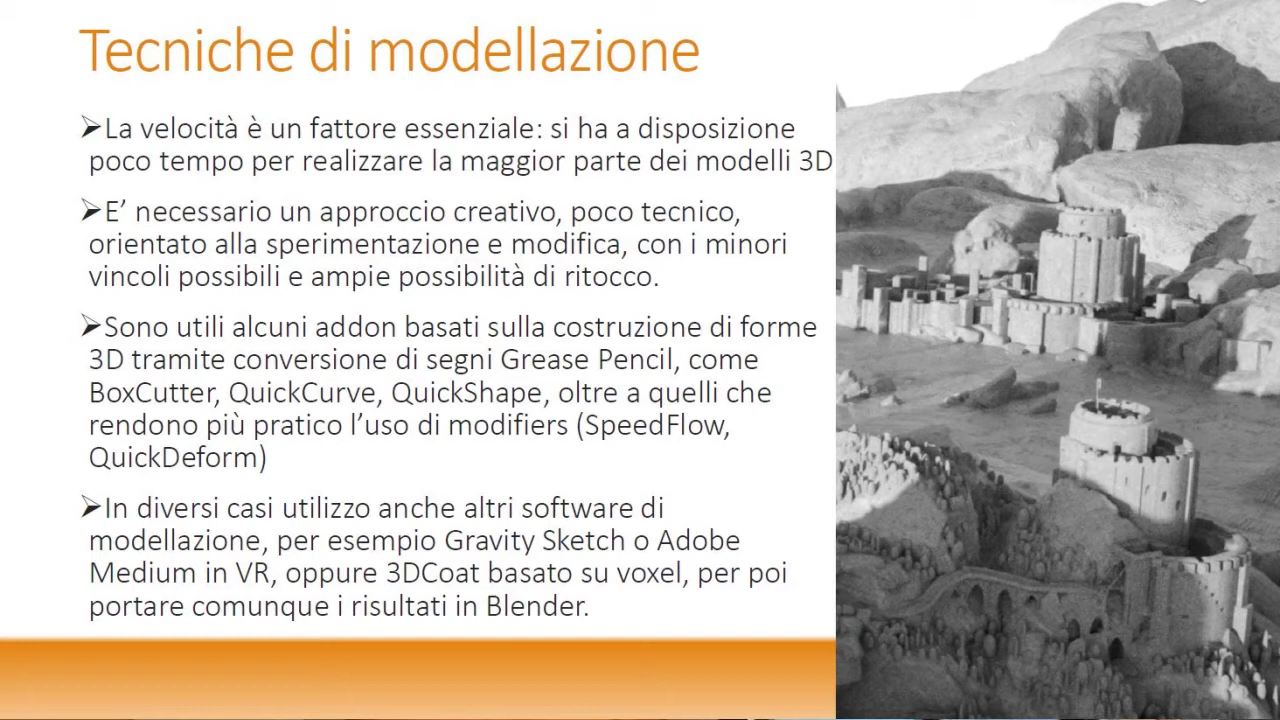 Tecniche di modellazione
➢La velocità è un fattore essenziale: si ha a disposizione
poco tempo per realizzare la maggior parte dei modelli 3D
➢E’ necessario un approccio creativo, poco tecnico,
orientato alla sperimentazione e modifica, con i minori
vincoli possibili e ampie possibilità di ritocco.
➢Sono utili alcuni addon basati sulla costruzione di forme
3D tramite conversione di segni Grease Pencil, come
BoxCutter, QuickCurve, QuickShape, oltre a quelli che
rendono più pratico l’uso di modifiers (SpeedFlow,
QuickDeform)
➢In diversi casi utilizzo anche altri software di
modellazione, per esempio Gravity Sketch o Adobe
Medium in VR, oppure 3DCoat basato su voxel, per poi
portare comunque i risultati in Blender.